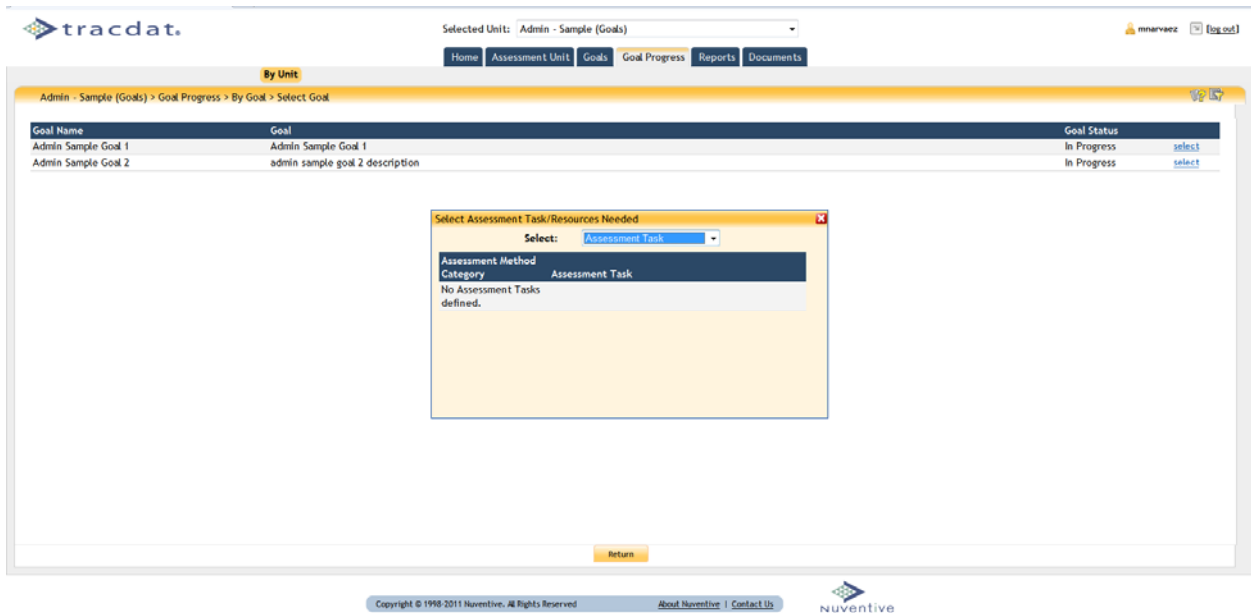 tracdat.
Selected Unit: Admin - Sample (Goals)
mnarvaez [log out]
Home Assessment Unit Goals Goal Progress Reports Documents
By Unit
Admin - Sample (Goals) > Goal Progress > By Goal > Select Goal
Goal Name Goal Goal Status
Admin Sample Goal 1 Admin Sample Goal 1 In Progress select
Admin Sample Goal 2 admin sample goal 2 description In Progress select
Select Assessment Task/Resources Needed
Select: Assessment Task
Assessment Method
Category Assessment Task
No Assessment Tasks
defined.
Return
Copyright © 1998-2011 Nuventive. All Rights Reserved About Nuventive | Contact Us
nuventive